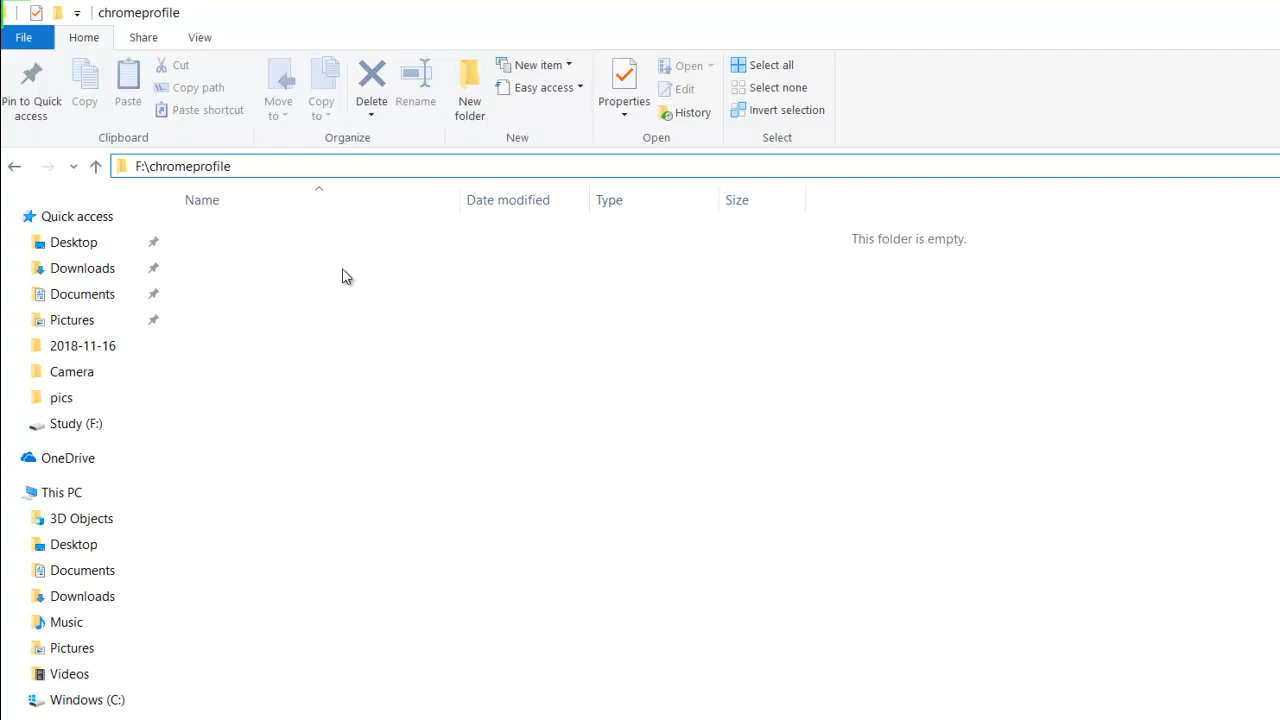 chromeprofile
File Home Share View
Pin to Quick access
Copy
Paste
Cut
Copy path
Paste shortcut
Clipboard
Move to
Copy to
Delete
Rename
Organize
New folder
New item
Easy access
New
Properties
Open
Edit
History
Open
Select all
Select none
Invert selection
Select
F:\chromeprofile
Name Date modified Type Size
This folder is empty.
Quick access
Desktop
Downloads
Documents
Pictures
2018-11-16
Camera
pics
Study (F:)
OneDrive
This PC
3D Objects
Desktop
Documents
Downloads
Music
Pictures
Videos
Windows (C:)